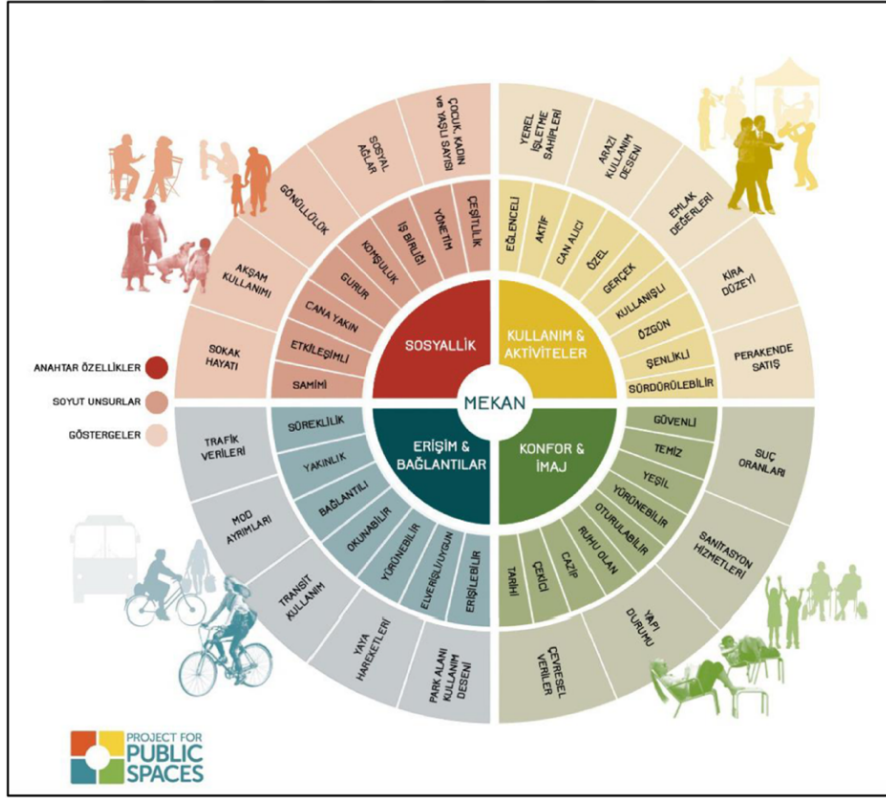 ÇOCUK, KADIN
ve YAŞLI SAYISI
SOSYAL
AĞLAR
GÖNÜLLÜLÜK
AKŞAM
KULLANIMI
SOKAK
HAYATI
YEREL
İŞLETME
SAHİPLERİ
ARAZİ
KULLANIM
DESENİ
EMLAK
DEĞERLERİ
KİRA
DÜZEYİ
PERAKENDE
SATIŞ
ÇEŞİTLİLİK
YÖNETİM
İŞ BİRLİĞİ
KOMŞULUK
GURUR
CANA YAKIN
ETKİLEŞİMLİ
SAMİMİ
EĞLENCELİ
AKTİF
CAN ALICI
ÖZEL
GERÇEK
KULLANIŞLI
ÖZGÜN
ŞENLİKLİ
SÜRDÜRÜLEBİLİR
SOSYALLİK
KULLANIM &
AKTİVİTELER
MEKAN
ERİŞİM &
BAĞLANTILAR
KONFOR &
İMAJ
ANAHTAR ÖZELLİKLER
SOYUT UNSURLAR
GÖSTERGELER
SÜREKLİLİK
YAKINLIK
BAĞLANTILI
OKUNABİLİR
YÜRÜNEBİLİR
ELVERİŞLİ/UYGUN
ERİŞİLEBİLİR
GÜVENLİ
TEMİZ
YEŞİL
YÜRÜNEBİLİR
OTURULABİLİR
RUHU OLAN
CAZİP
ÇEKİCİ
TARİHİ
TRAFİK
VERİLERİ
MOD
AYRIMLARI
TRANSİT
KULLANIM
YAYA
HAREKETLERİ
PARK ALANI
KULLANIM
DESENİ
SUÇ
ORANLARI
SANİTASYON
HİZMETLERİ
YAPI
DURUMU
ÇEVRESEL
VERİLER
PROJECT FOR
PUBLIC
SPACES